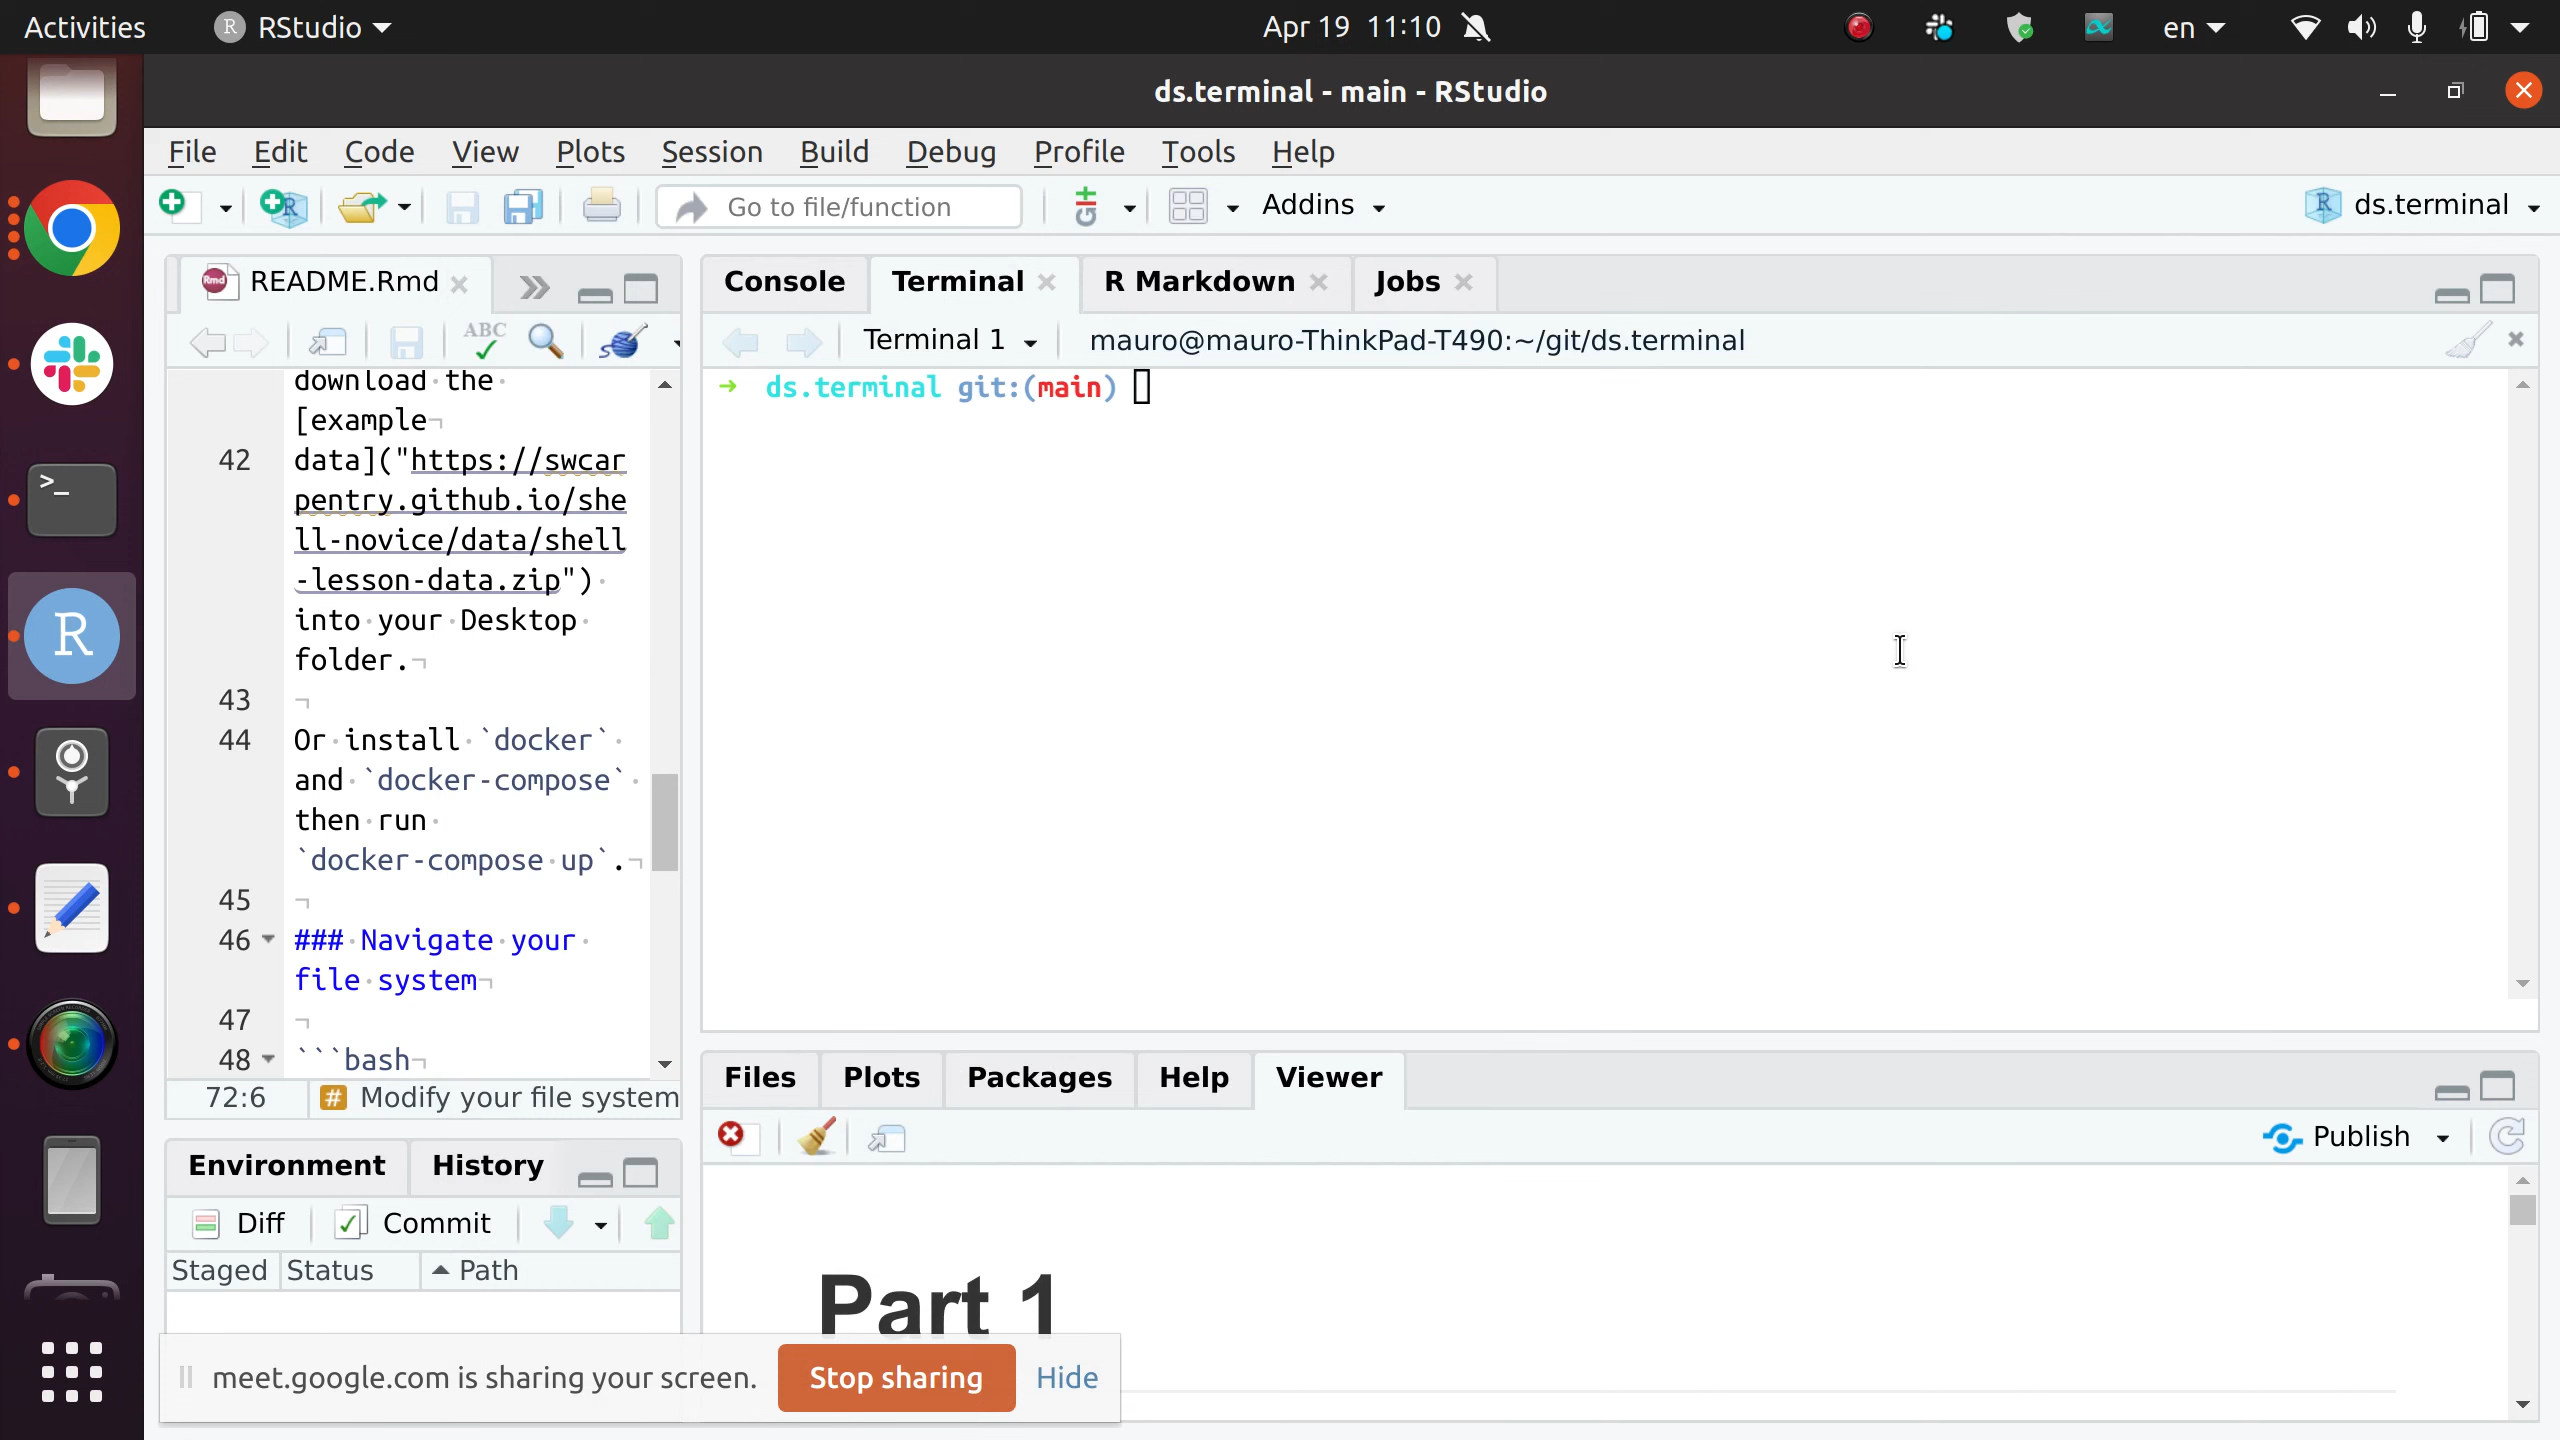 Activities RStudio Apr 19 11:10 en
ds.terminal - main - RStudio
File Edit Code View Plots Session Build Debug Profile Tools Help
Go to file/function Addins ds.terminal
README.Rmd
Console Terminal R Markdown Jobs
ABC
Terminal 1 mauro@mauro-ThinkPad-T490:~/git/ds.terminal
➜ ds.terminal git:(main)
download the
[example¬
42 data]("https://swcar
pentry.github.io/she
ll-novice/data/shell
-lesson-data.zip")
into your Desktop
folder.¬
43 ¬
44 Or install `docker`
and `docker-compose`
then run
`docker-compose up`.¬
45 ¬
46 ### Navigate your
file system¬
47 ¬
48 ```bash¬
72:6 # Modify your file system
Files Plots Packages Help Viewer
Publish
Environment History
Diff Commit
Staged Status Path
Part 1
meet.google.com is sharing your screen. Stop sharing Hide